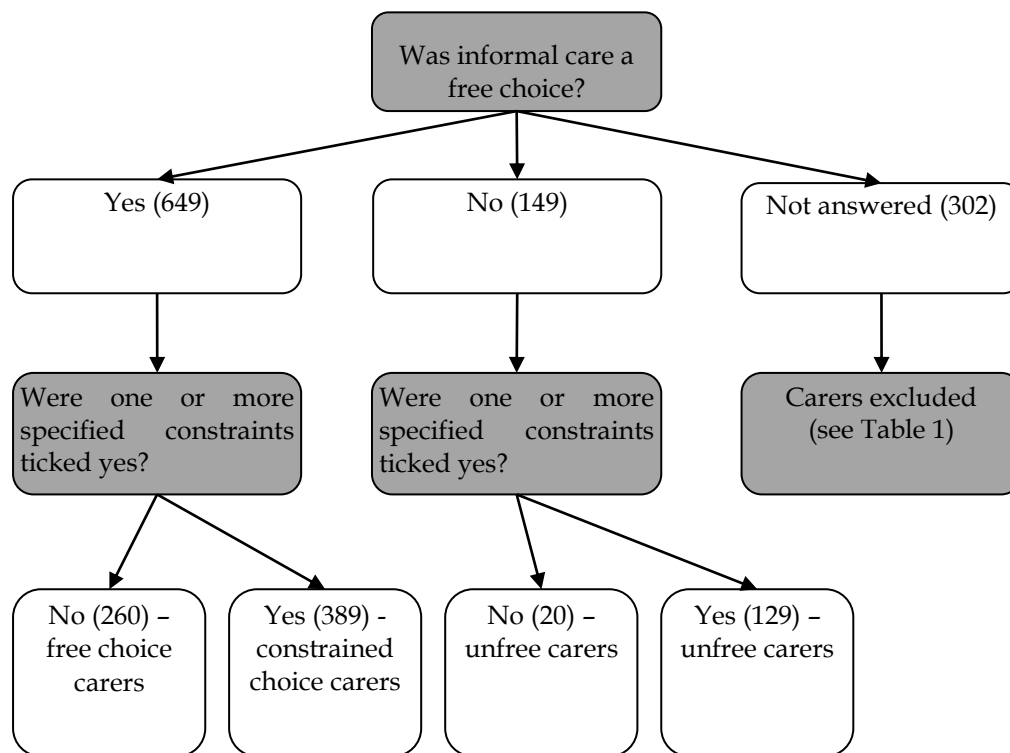 Was informal care a
free choice?
Yes (649)
No (149)
Not answered (302)
Were one or more
specified constraints
ticked yes?
Were one or more
specified constraints
ticked yes?
Carers excluded
(see Table 1)
No (260) –
free choice
carers
Yes (389) -
constrained
choice carers
No (20) –
unfree carers
Yes (129) –
unfree carers